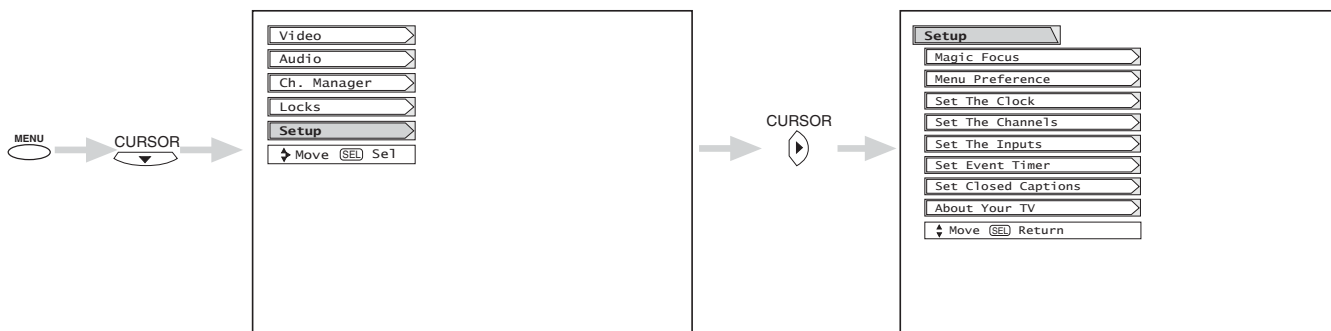 MENU
CURSOR
Video
Audio
Ch. Manager
Locks
Setup
Move SEL Sel
CURSOR
Setup
Magic Focus
Menu Preference
Set The Clock
Set The Channels
Set The Inputs
Set Event Timer
Set Closed Captions
About Your TV
Move SEL Return